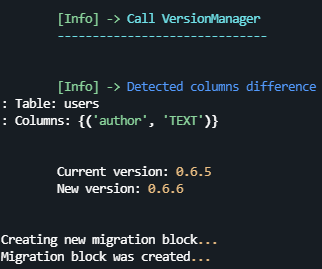 [Info] -> Call VersionManager
------------------------------
[Info] -> Detected columns difference
: Table: users
: Columns: {('author', 'TEXT')}
Current version: 0.6.5
New version: 0.6.6
Creating new migration block...
Migration block was created...